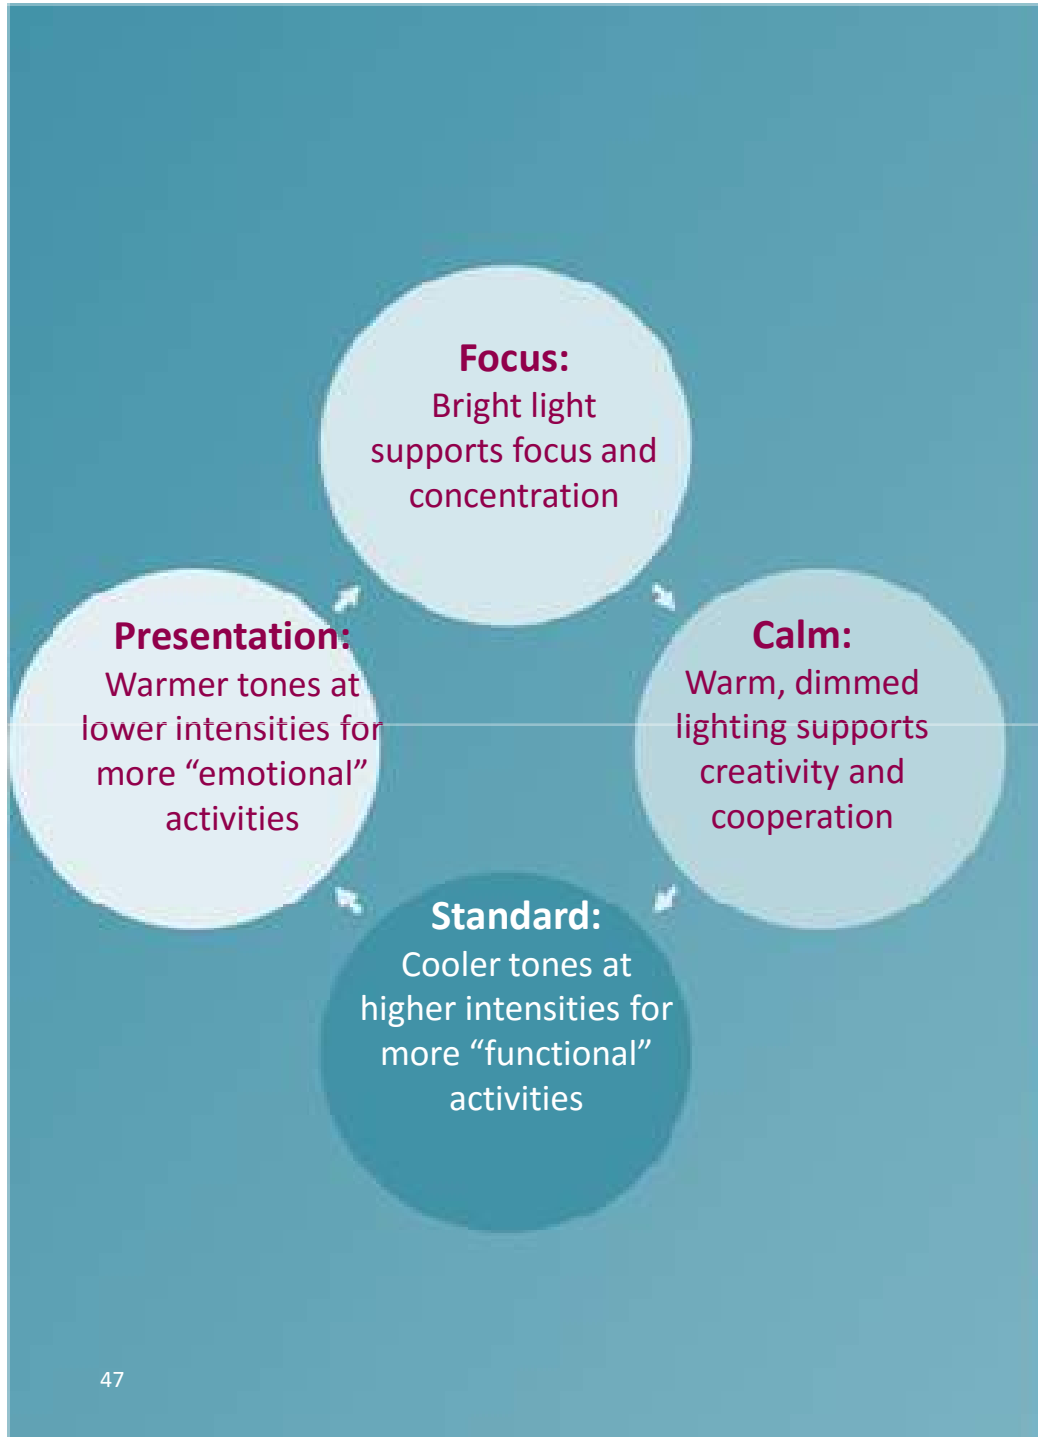 Focus:
Bright light
supports focus and
concentration
Presentation:
Warmer tones at
lower intensities for
more “emotional”
activities
Calm:
Warm, dimmed
lighting supports
creativity and
cooperation
Standard:
Cooler tones at
higher intensities for
more “functional”
activities
47